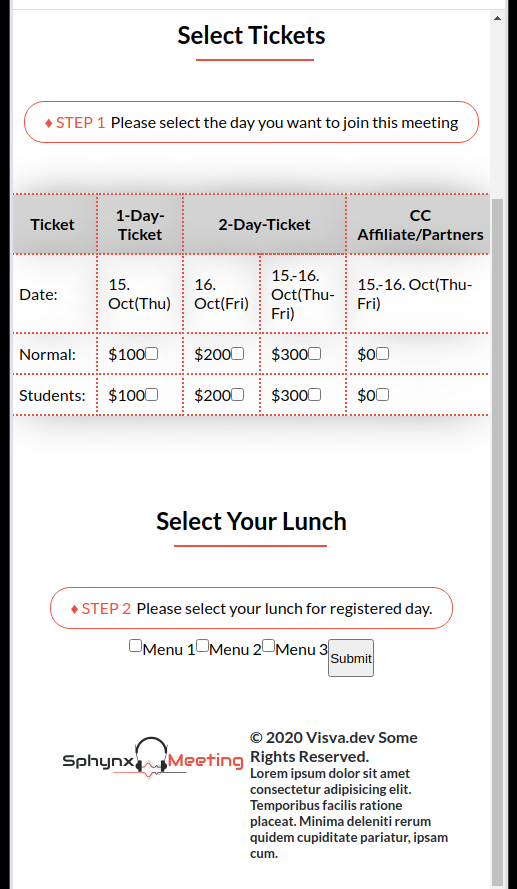 Select Tickets
♦ STEP 1 Please select the day you want to join this meeting
Ticket 1-Day-Ticket 2-Day-Ticket CC Affiliate/Partners
Date: 15. Oct(Thu) 16. Oct(Fri) 15.-16. Oct(Thu-Fri) 15.-16. Oct(Thu-Fri)
Normal: $100 $200 $300 $0
Students: $100 $200 $300 $0
Select Your Lunch
♦ STEP 2 Please select your lunch for registered day.
Menu 1 Menu 2 Menu 3 Submit
Sphynx Meeting
© 2020 Visva.dev Some
Rights Reserved.
Lorem ipsum dolor sit amet
consectetur adipisicing elit.
Temporibus facilis ratione
placeat. Minima deleniti rerum
quidem cupiditate pariatur, ipsam
cum.